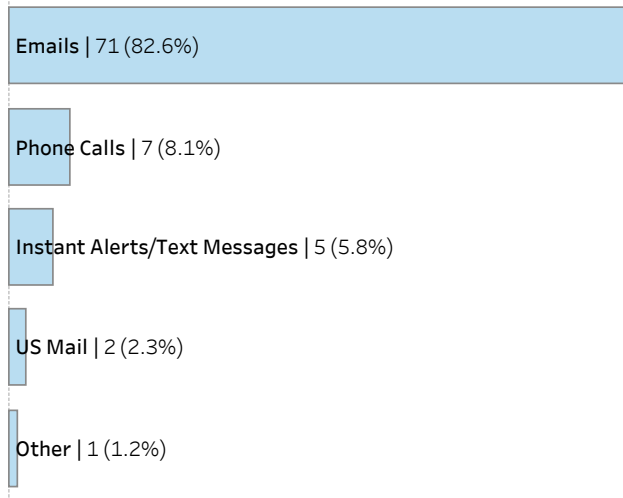 Emails | 71 (82.6%)
Phone Calls | 7 (8.1%)
Instant Alerts/Text Messages | 5 (5.8%)
US Mail | 2 (2.3%)
Other | 1 (1.2%)